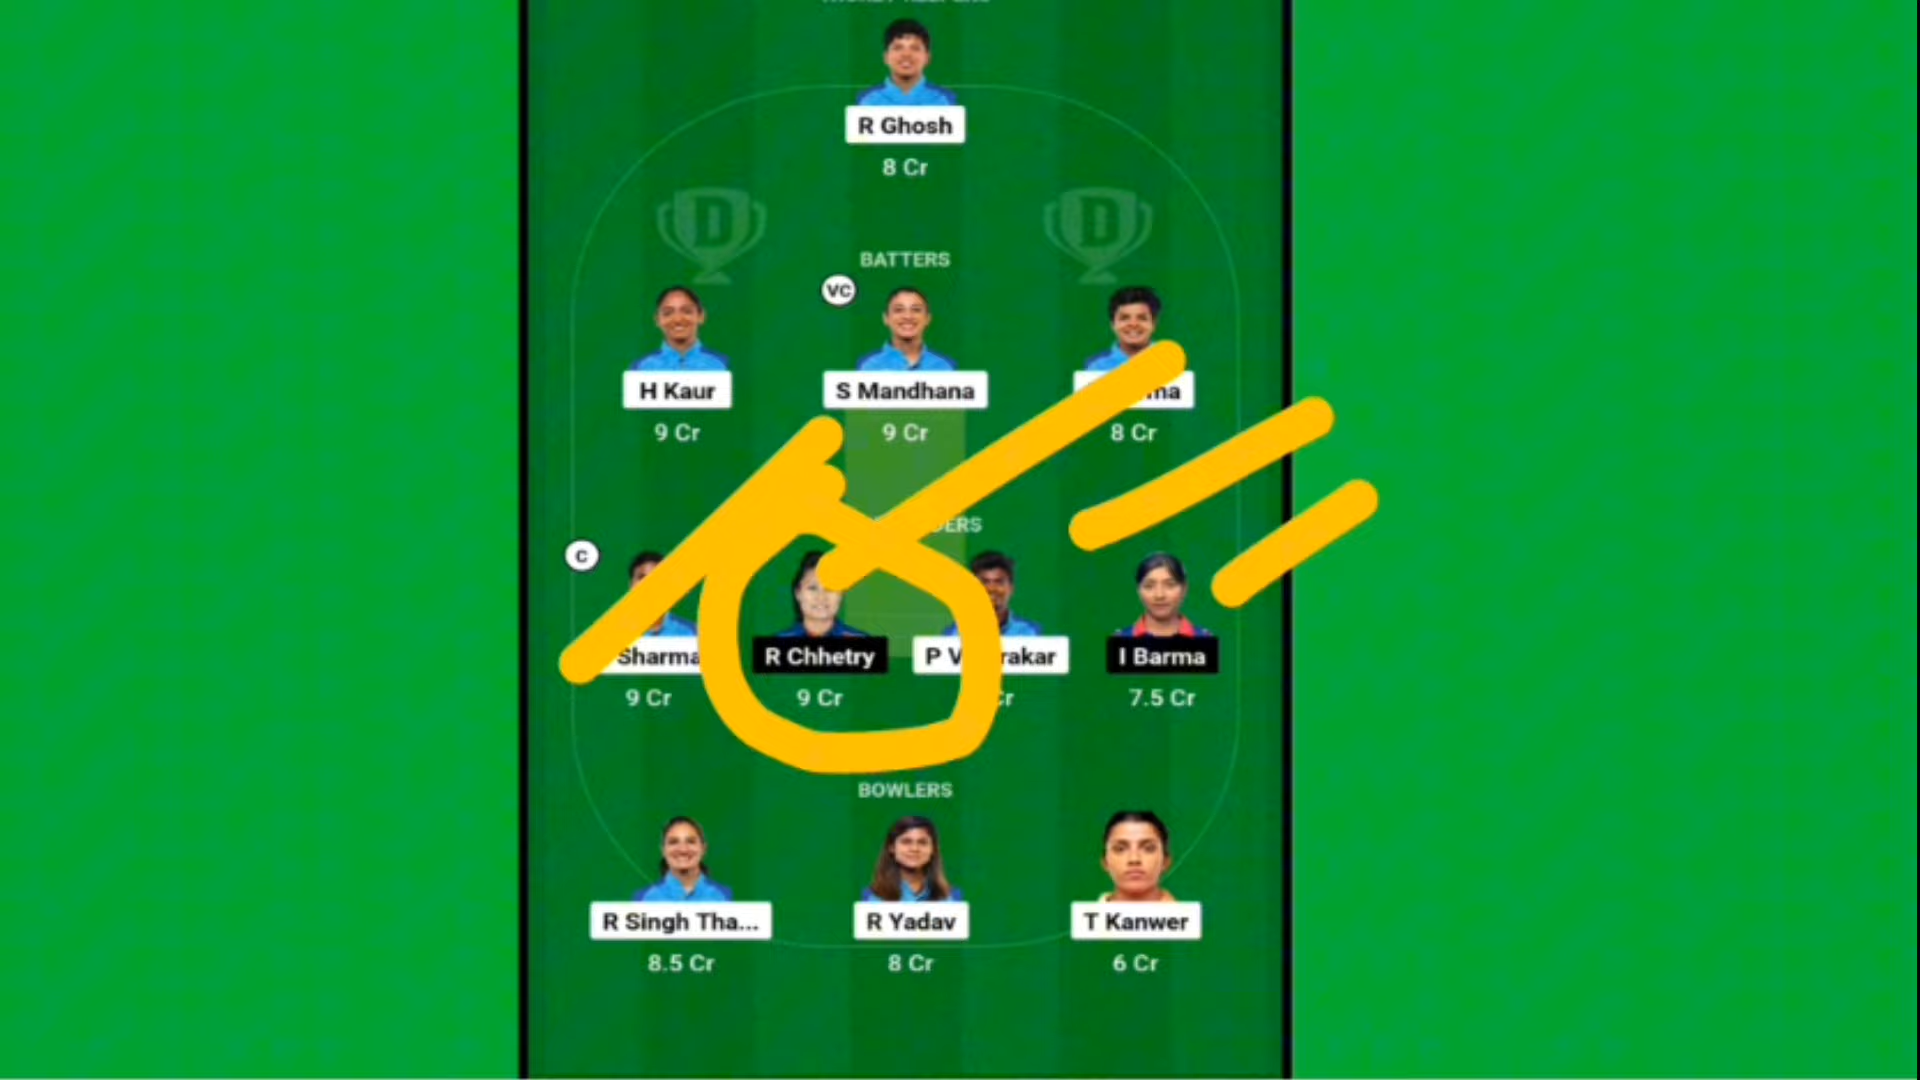 R Ghosh
8 Cr
D D
BATTERS
VC
H Kaur S Mandhana
9 Cr 9 Cr 8 Cr
C
Sharma R Chhetry I Barma
9 Cr 9 Cr 7.5 Cr
BOWLERS
R Singh Tha... R Yadav T Kanwer
8.5 Cr 8 Cr 6 Cr